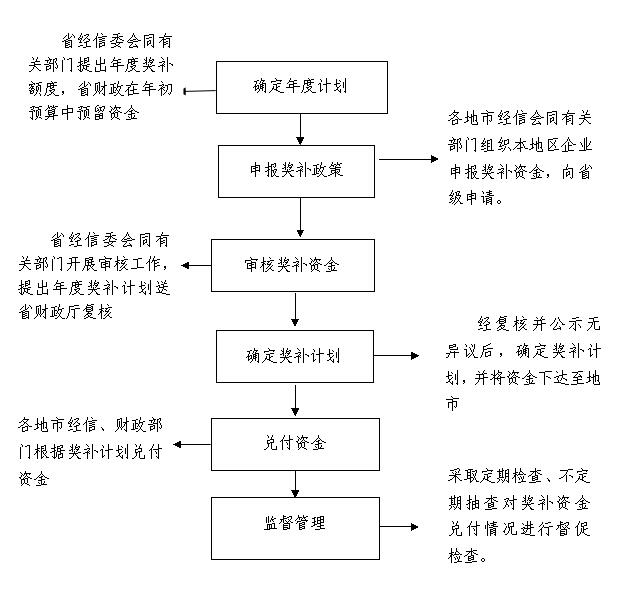 省经信委会同有
关部门提出年度奖补
额度，省财政在年初
预算中预留资金
确定年度计划
各地市经信会同有关
部门组织本地区企业
申报奖补资金，向省
级申请。
申报奖补政策
省经信委会同有
关部门开展审核工作，
提出年度奖补计划送
省财政厅复核
审核奖补资金
经复核并公示无
异议后，确定奖补计
划，并将资金下达至地
市
确定奖补计划
各地市经信、财政部
门根据奖补计划兑付
资金
兑付资金
采取定期检查、不定
期抽查对奖补资金
兑付情况进行督促
检查。
监督管理